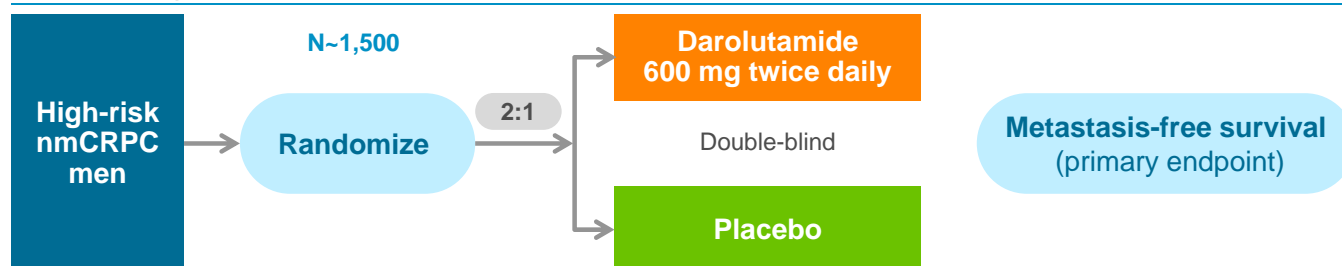 High-risk
nmCRPC
men
N~1,500
Randomize
2:1
Darolutamide
600 mg twice daily
Double-blind
Placebo
Metastasis-free survival
(primary endpoint)